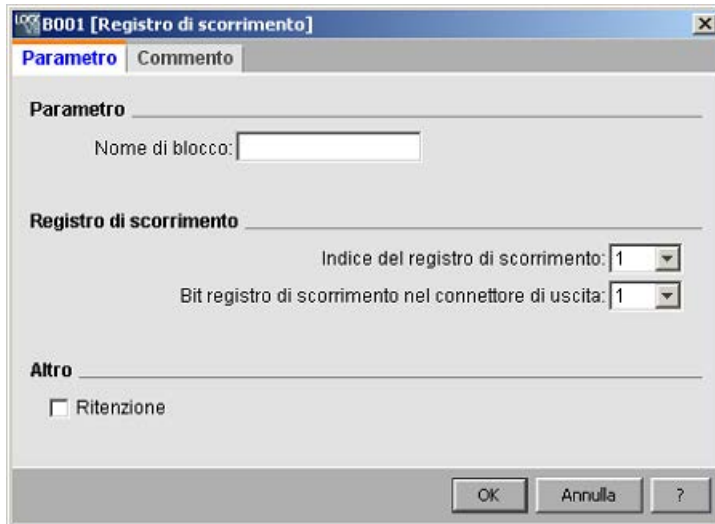 LOGO B001 [Registro di scorrimento]
Parametro Commento
Parametro
Nome di blocco:
Registro di scorrimento
Indice del registro di scorrimento: 1
Bit registro di scorrimento nel connettore di uscita: 1
Altro
Ritenzione
OK Annulla ?